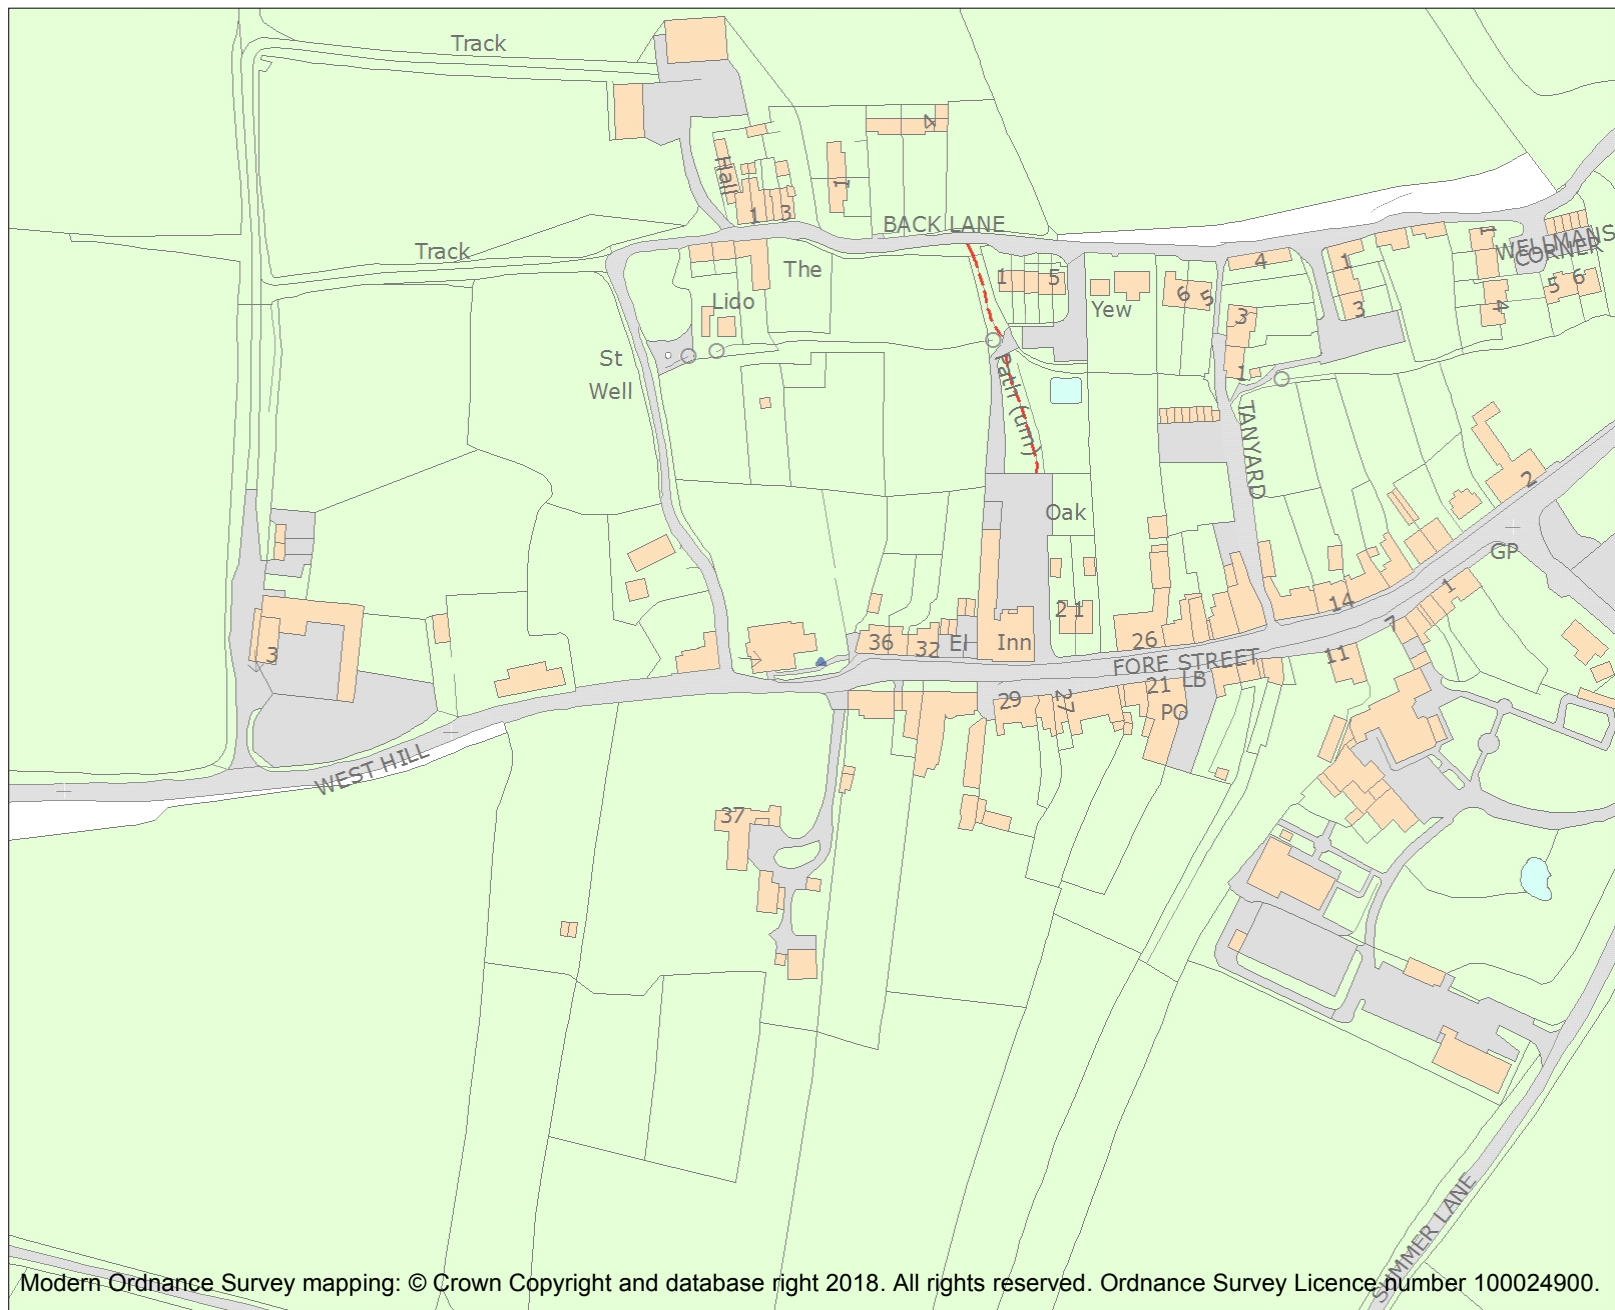 Track
4
Hall
1
1
3
BACK LANE
Track
The
Lido
1
5
Yew
6
5
4
1
3
1
WELLMANS
CORNER
5
6
4
St
Well
3
1
Path (um)
TANYARD
Oak
2
GP
2
1
14
1
7
11
36
32
El
Inn
26
FORE STREET
3
29
27
21
LB
PO
WEST HILL
37
SUMMER LANE
Modern Ordnance Survey mapping: © Crown Copyright and database right 2018. All rights reserved. Ordnance Survey Licence number 100024900.